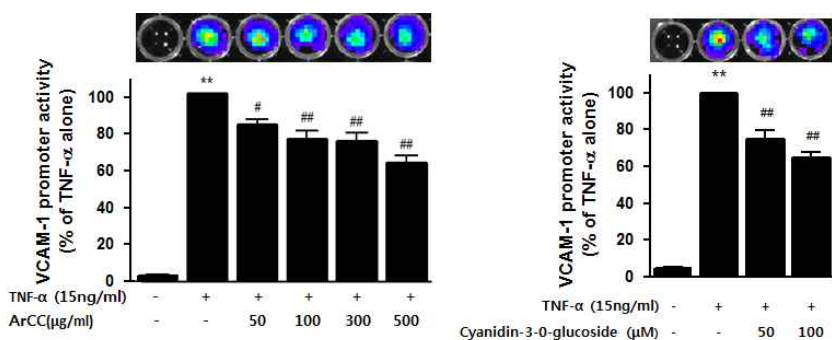 VCAM-1 promoter activity
(% of TNF-α alone)
100
80
60
40
20
0
**
#
##
##
##
TNF-α (15ng/ml) - + + + + +
ArCC(μg/ml) - - 50 100 300 500
VCAM-1 promoter activity
(% of TNF-α alone)
100
80
60
40
20
0
**
##
##
TNF-α (15ng/ml) - + + +
Cyanidin-3-0-glucoside (μM) - - 50 100